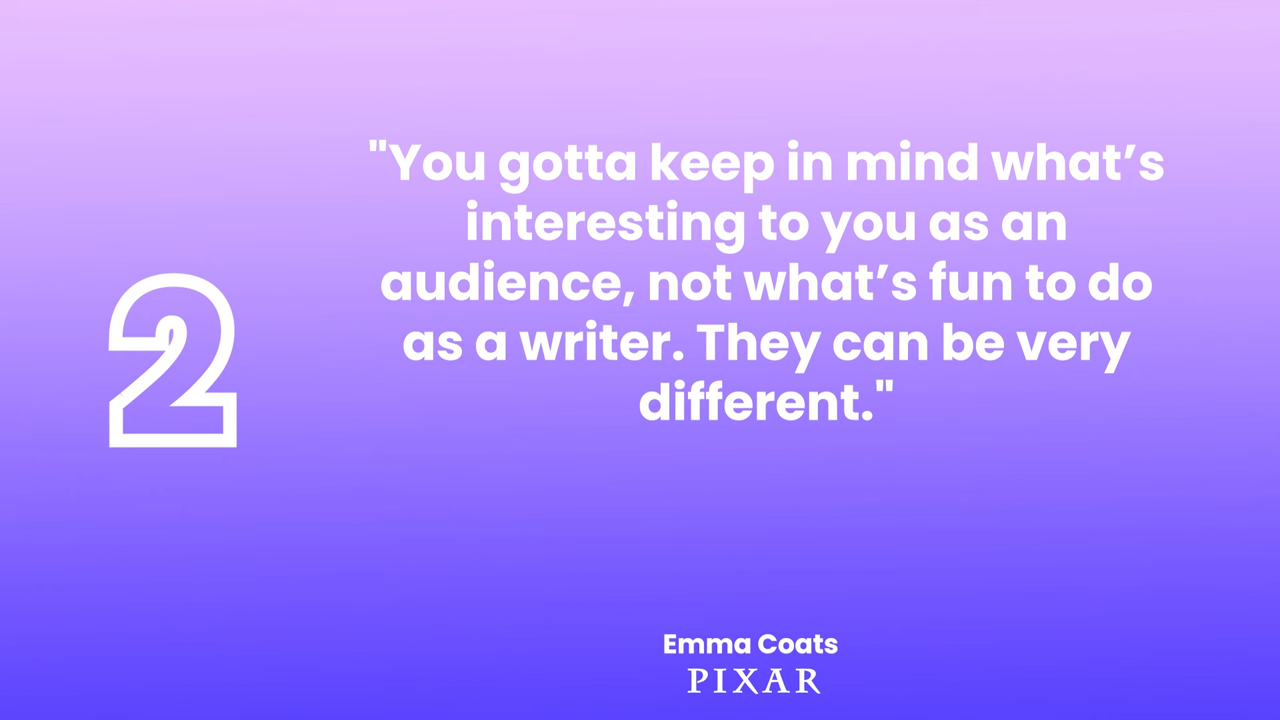 2
"You gotta keep in mind what’s
interesting to you as an
audience, not what’s fun to do
as a writer. They can be very
different."
Emma Coats
PIXAR